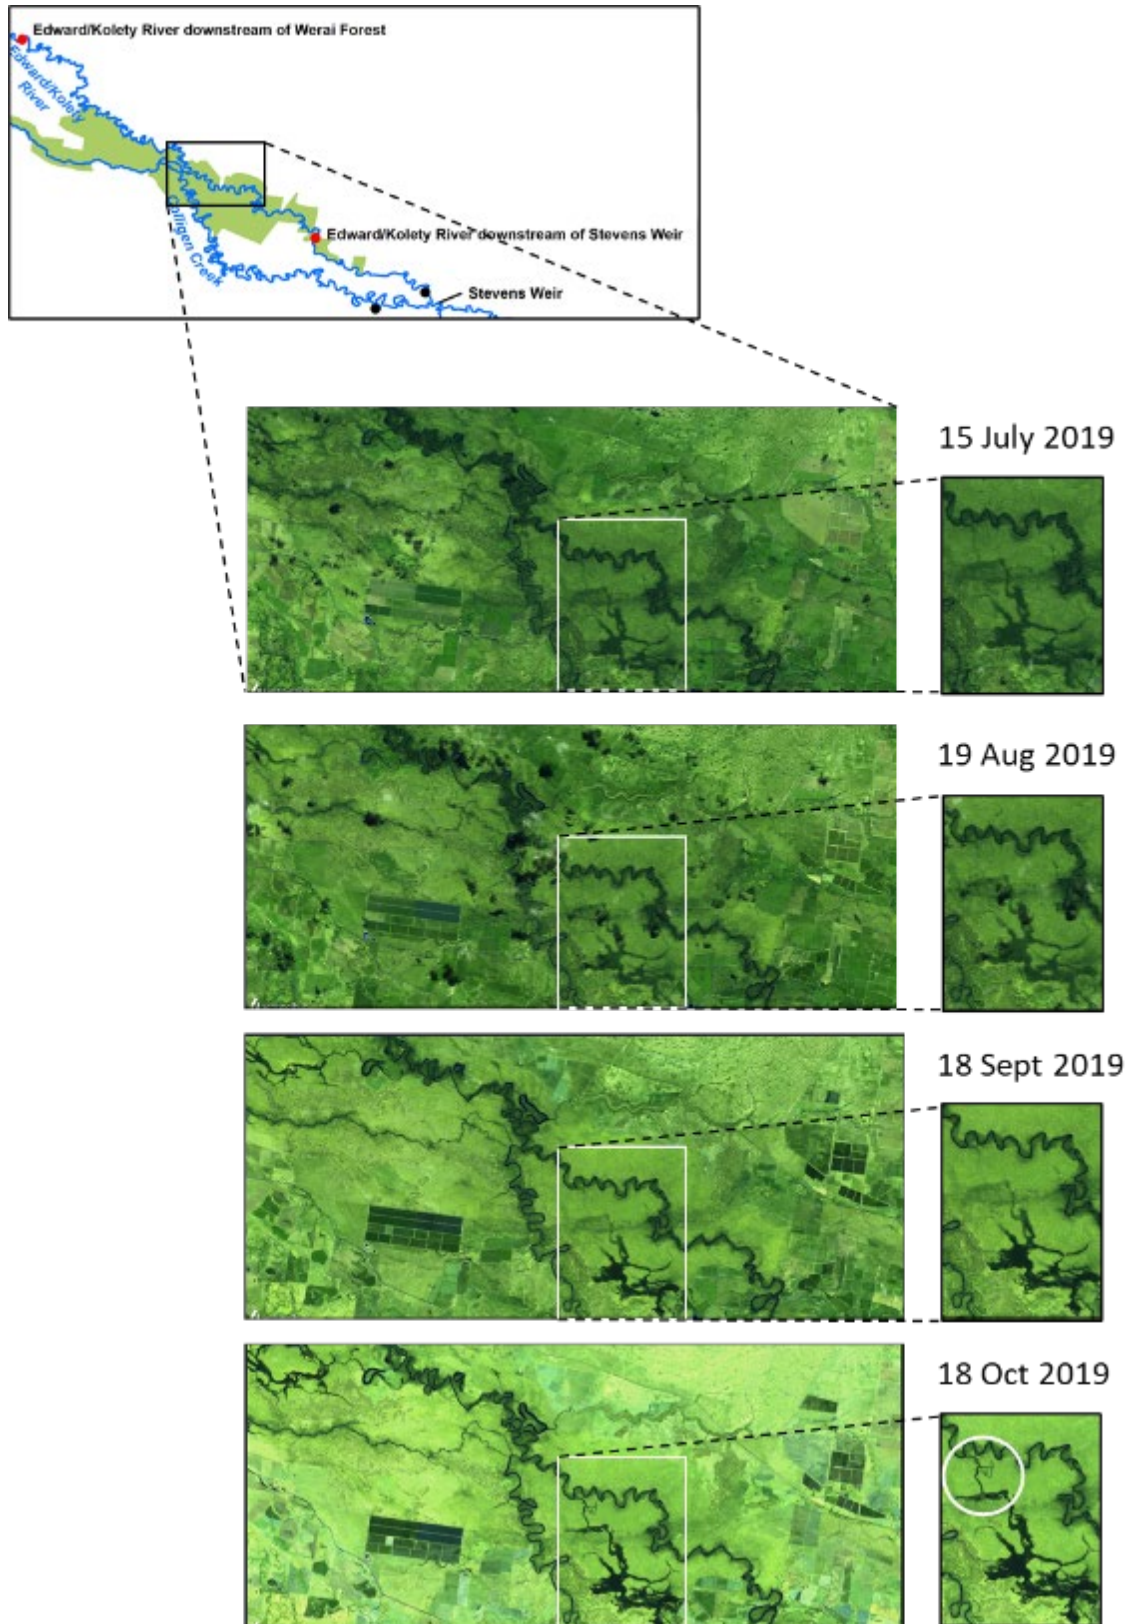 Edward/Kolety River downstream of Werai Forest
Edward/Kolety
River
Colligen Creek
Edward/Kolety River downstream of Stevens Weir
Stevens Weir
15 July 2019
19 Aug 2019
18 Sept 2019
18 Oct 2019